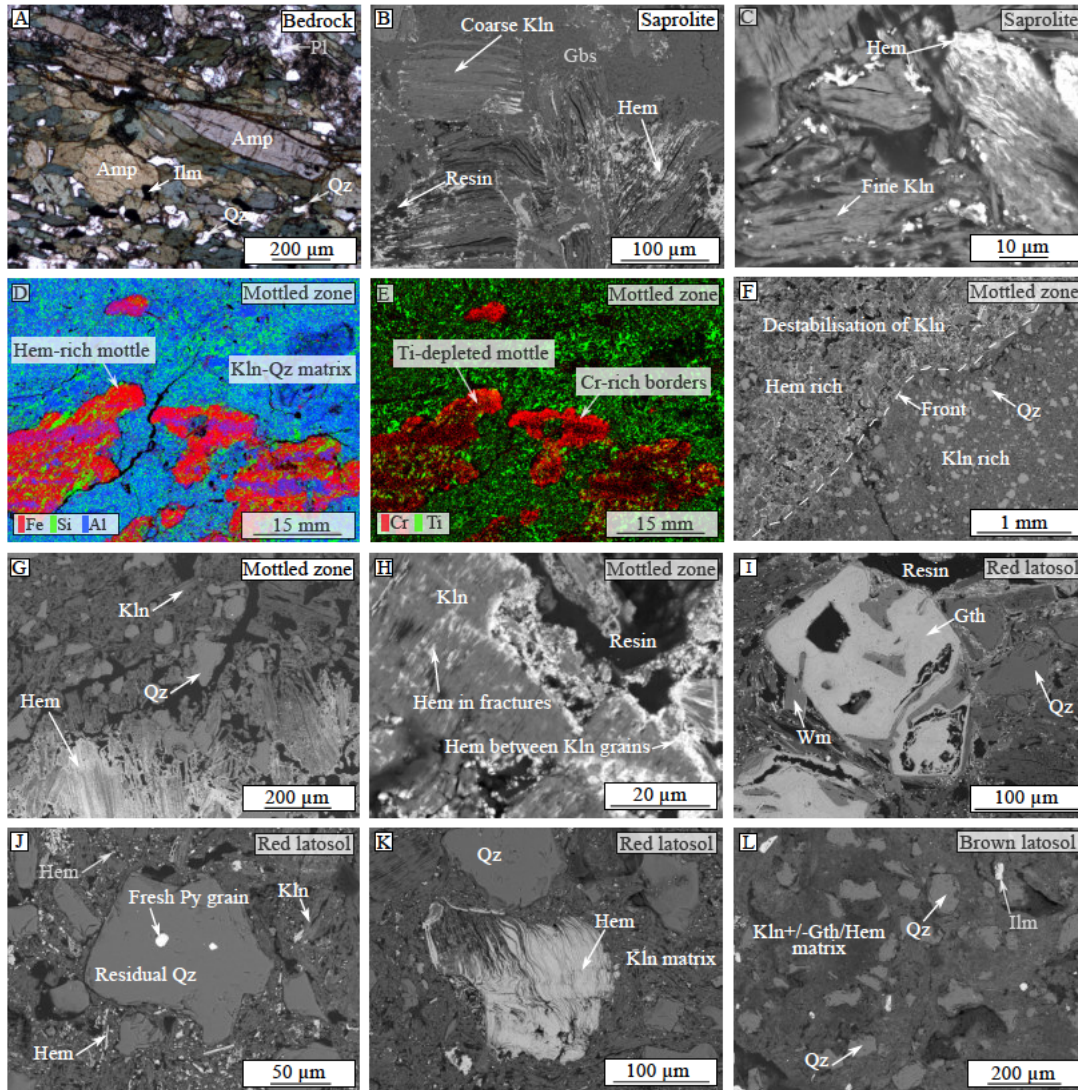 A
Bedrock
Pl
Amp
Amp
Ilm
Qz
Qz
200 µm
B
Saprolite
Coarse Kln
Gbs
Hem
Resin
100 µm
C
Saprolite
Hem
Fine Kln
10 µm
D
Mottled zone
Hem-rich mottle
Kln-Qz matrix
Fe Si Al
15 mm
E
Mottled zone
Ti-depleted mottle
Cr-rich borders
Cr Ti
15 mm
F
Mottled zone
Destabilisation of Kln
Hem rich
Front
Qz
Kln rich
1 mm
G
Mottled zone
Kln
Qz
Hem
200 µm
H
Mottled zone
Kln
Resin
Hem in fractures
Hem between Kln grains
20 µm
I
Red latosol
Resin
Gth
Qz
Wm
100 µm
J
Red latosol
Hem
Fresh Py grain
Kln
Residual Qz
Hem
50 µm
K
Red latosol
Qz
Hem
Kln matrix
100 µm
L
Brown latosol
Kln+/-Gth/Hem
matrix
Qz
Ilm
Qz
200 µm